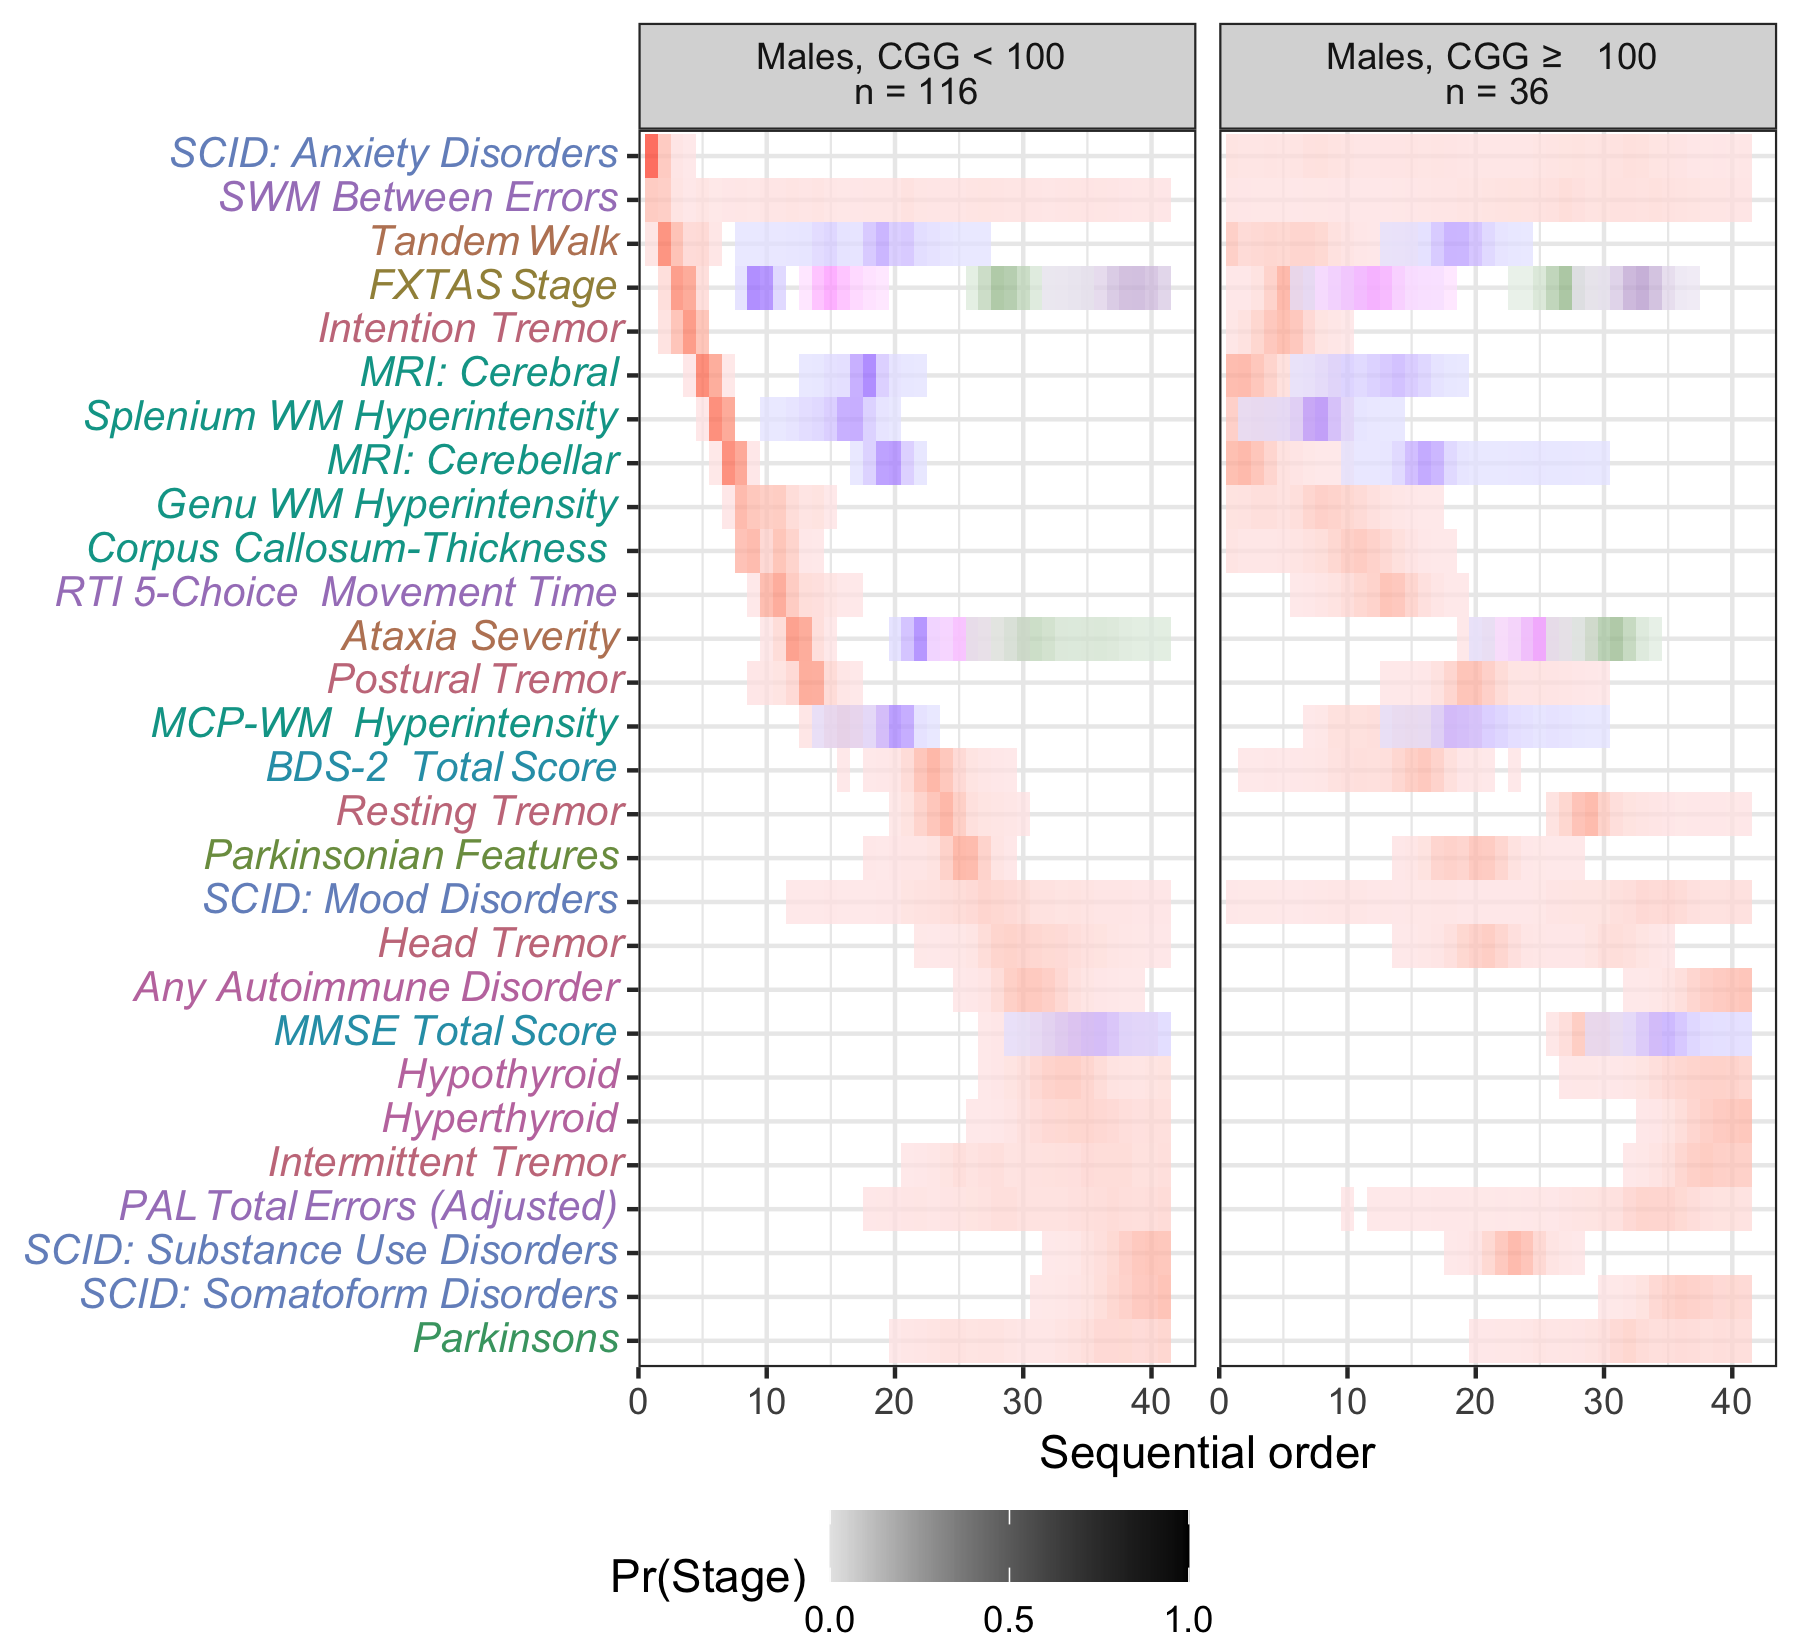 Males, CGG < 100
n = 116
Males, CGG ≥ 100
n = 36
SCID: Anxiety Disorders
SWM Between Errors
Tandem Walk
FXTAS Stage
Intention Tremor
MRI: Cerebral
Splenium WM Hyperintensity
MRI: Cerebellar
Genu WM Hyperintensity
Corpus Callosum-Thickness
RTI 5-Choice Movement Time
Ataxia Severity
Postural Tremor
MCP-WM Hyperintensity
BDS-2 Total Score
Resting Tremor
Parkinsonian Features
SCID: Mood Disorders
Head Tremor
Any Autoimmune Disorder
MMSE Total Score
Hypothyroid
Hyperthyroid
Intermittent Tremor
PAL Total Errors (Adjusted)
SCID: Substance Use Disorders
SCID: Somatoform Disorders
Parkinsons
0 10 20 30 40 0 10 20 30 40
Sequential order
Pr(Stage)
0.0 0.5 1.0